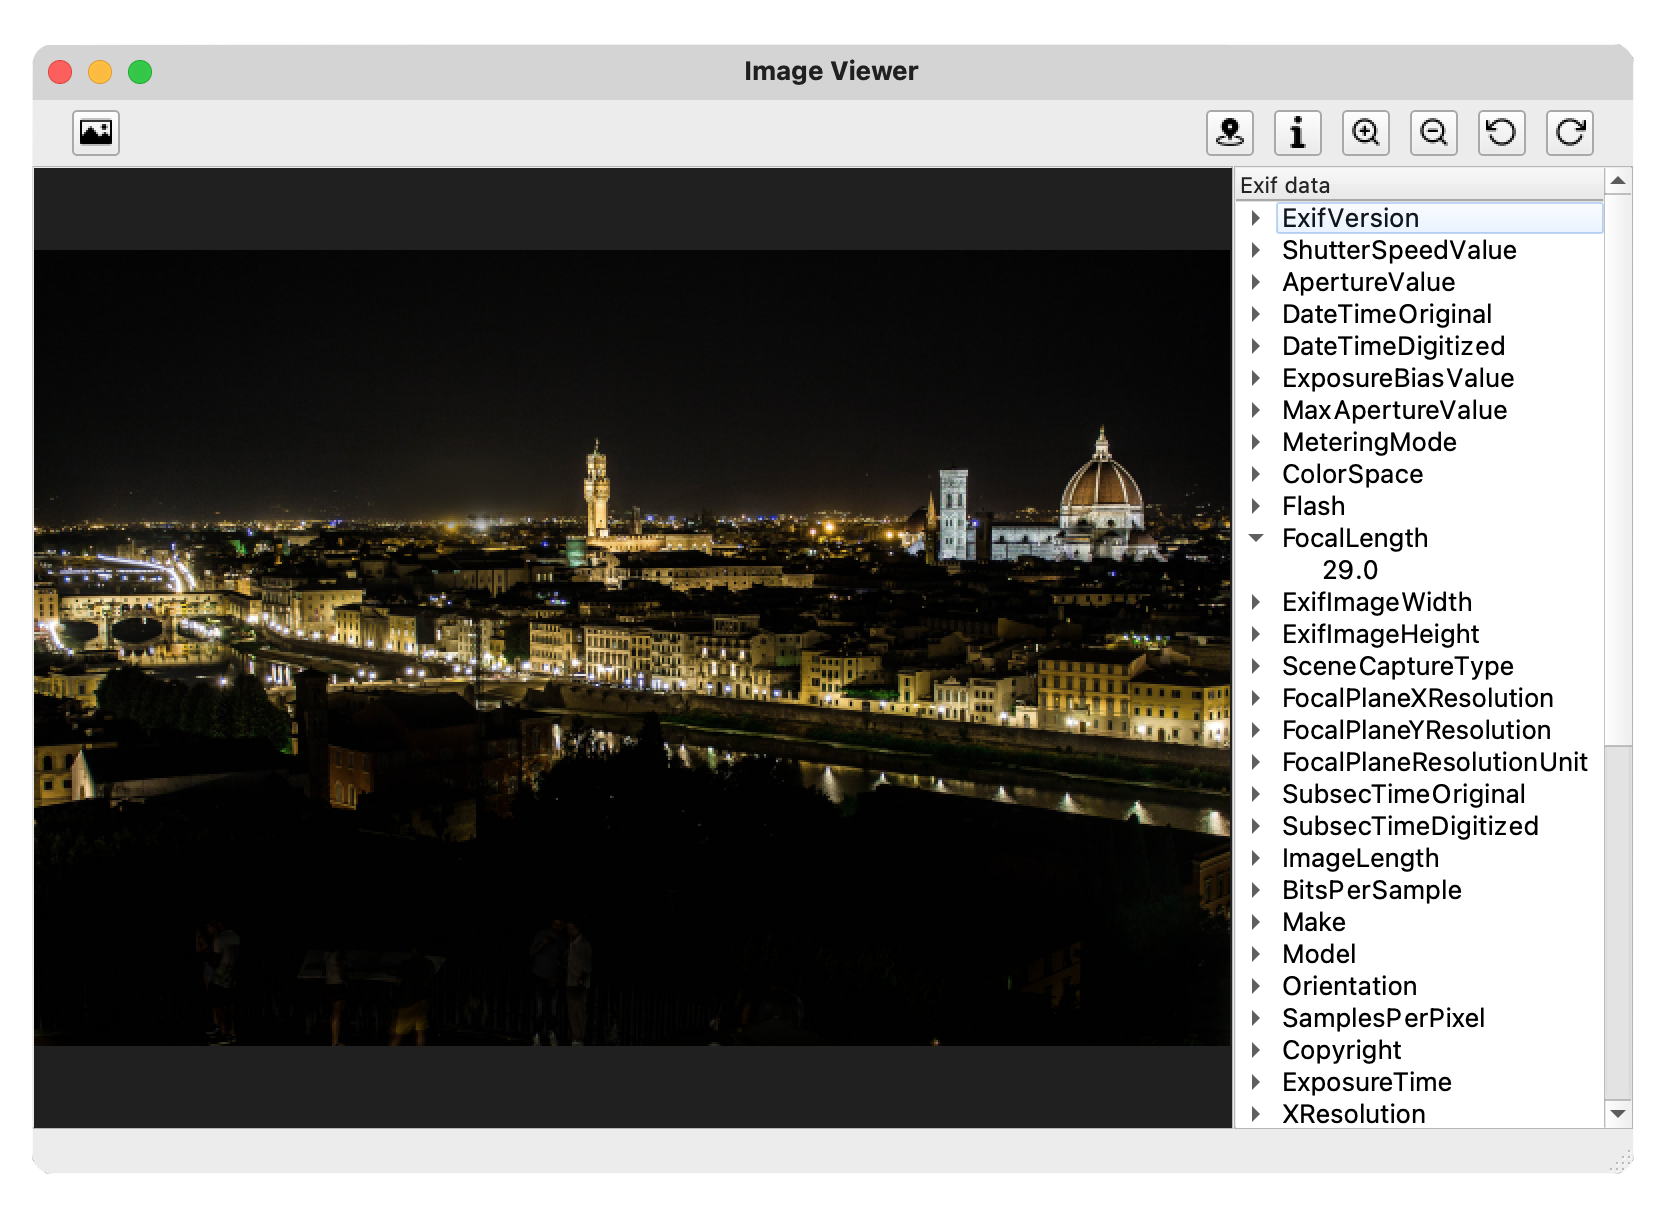 Image Viewer
Exif data
ExifVersion
ShutterSpeedValue
ApertureValue
DateTimeOriginal
DateTimeDigitized
ExposureBiasValue
MaxApertureValue
MeteringMode
ColorSpace
Flash
FocalLength
29.0
ExifImageWidth
ExifImageHeight
SceneCaptureType
FocalPlaneXResolution
FocalPlaneYResolution
FocalPlaneResolutionUnit
SubsecTimeOriginal
SubsecTimeDigitized
ImageLength
BitsPerSample
Make
Model
Orientation
SamplesPerPixel
Copyright
ExposureTime
XResolution